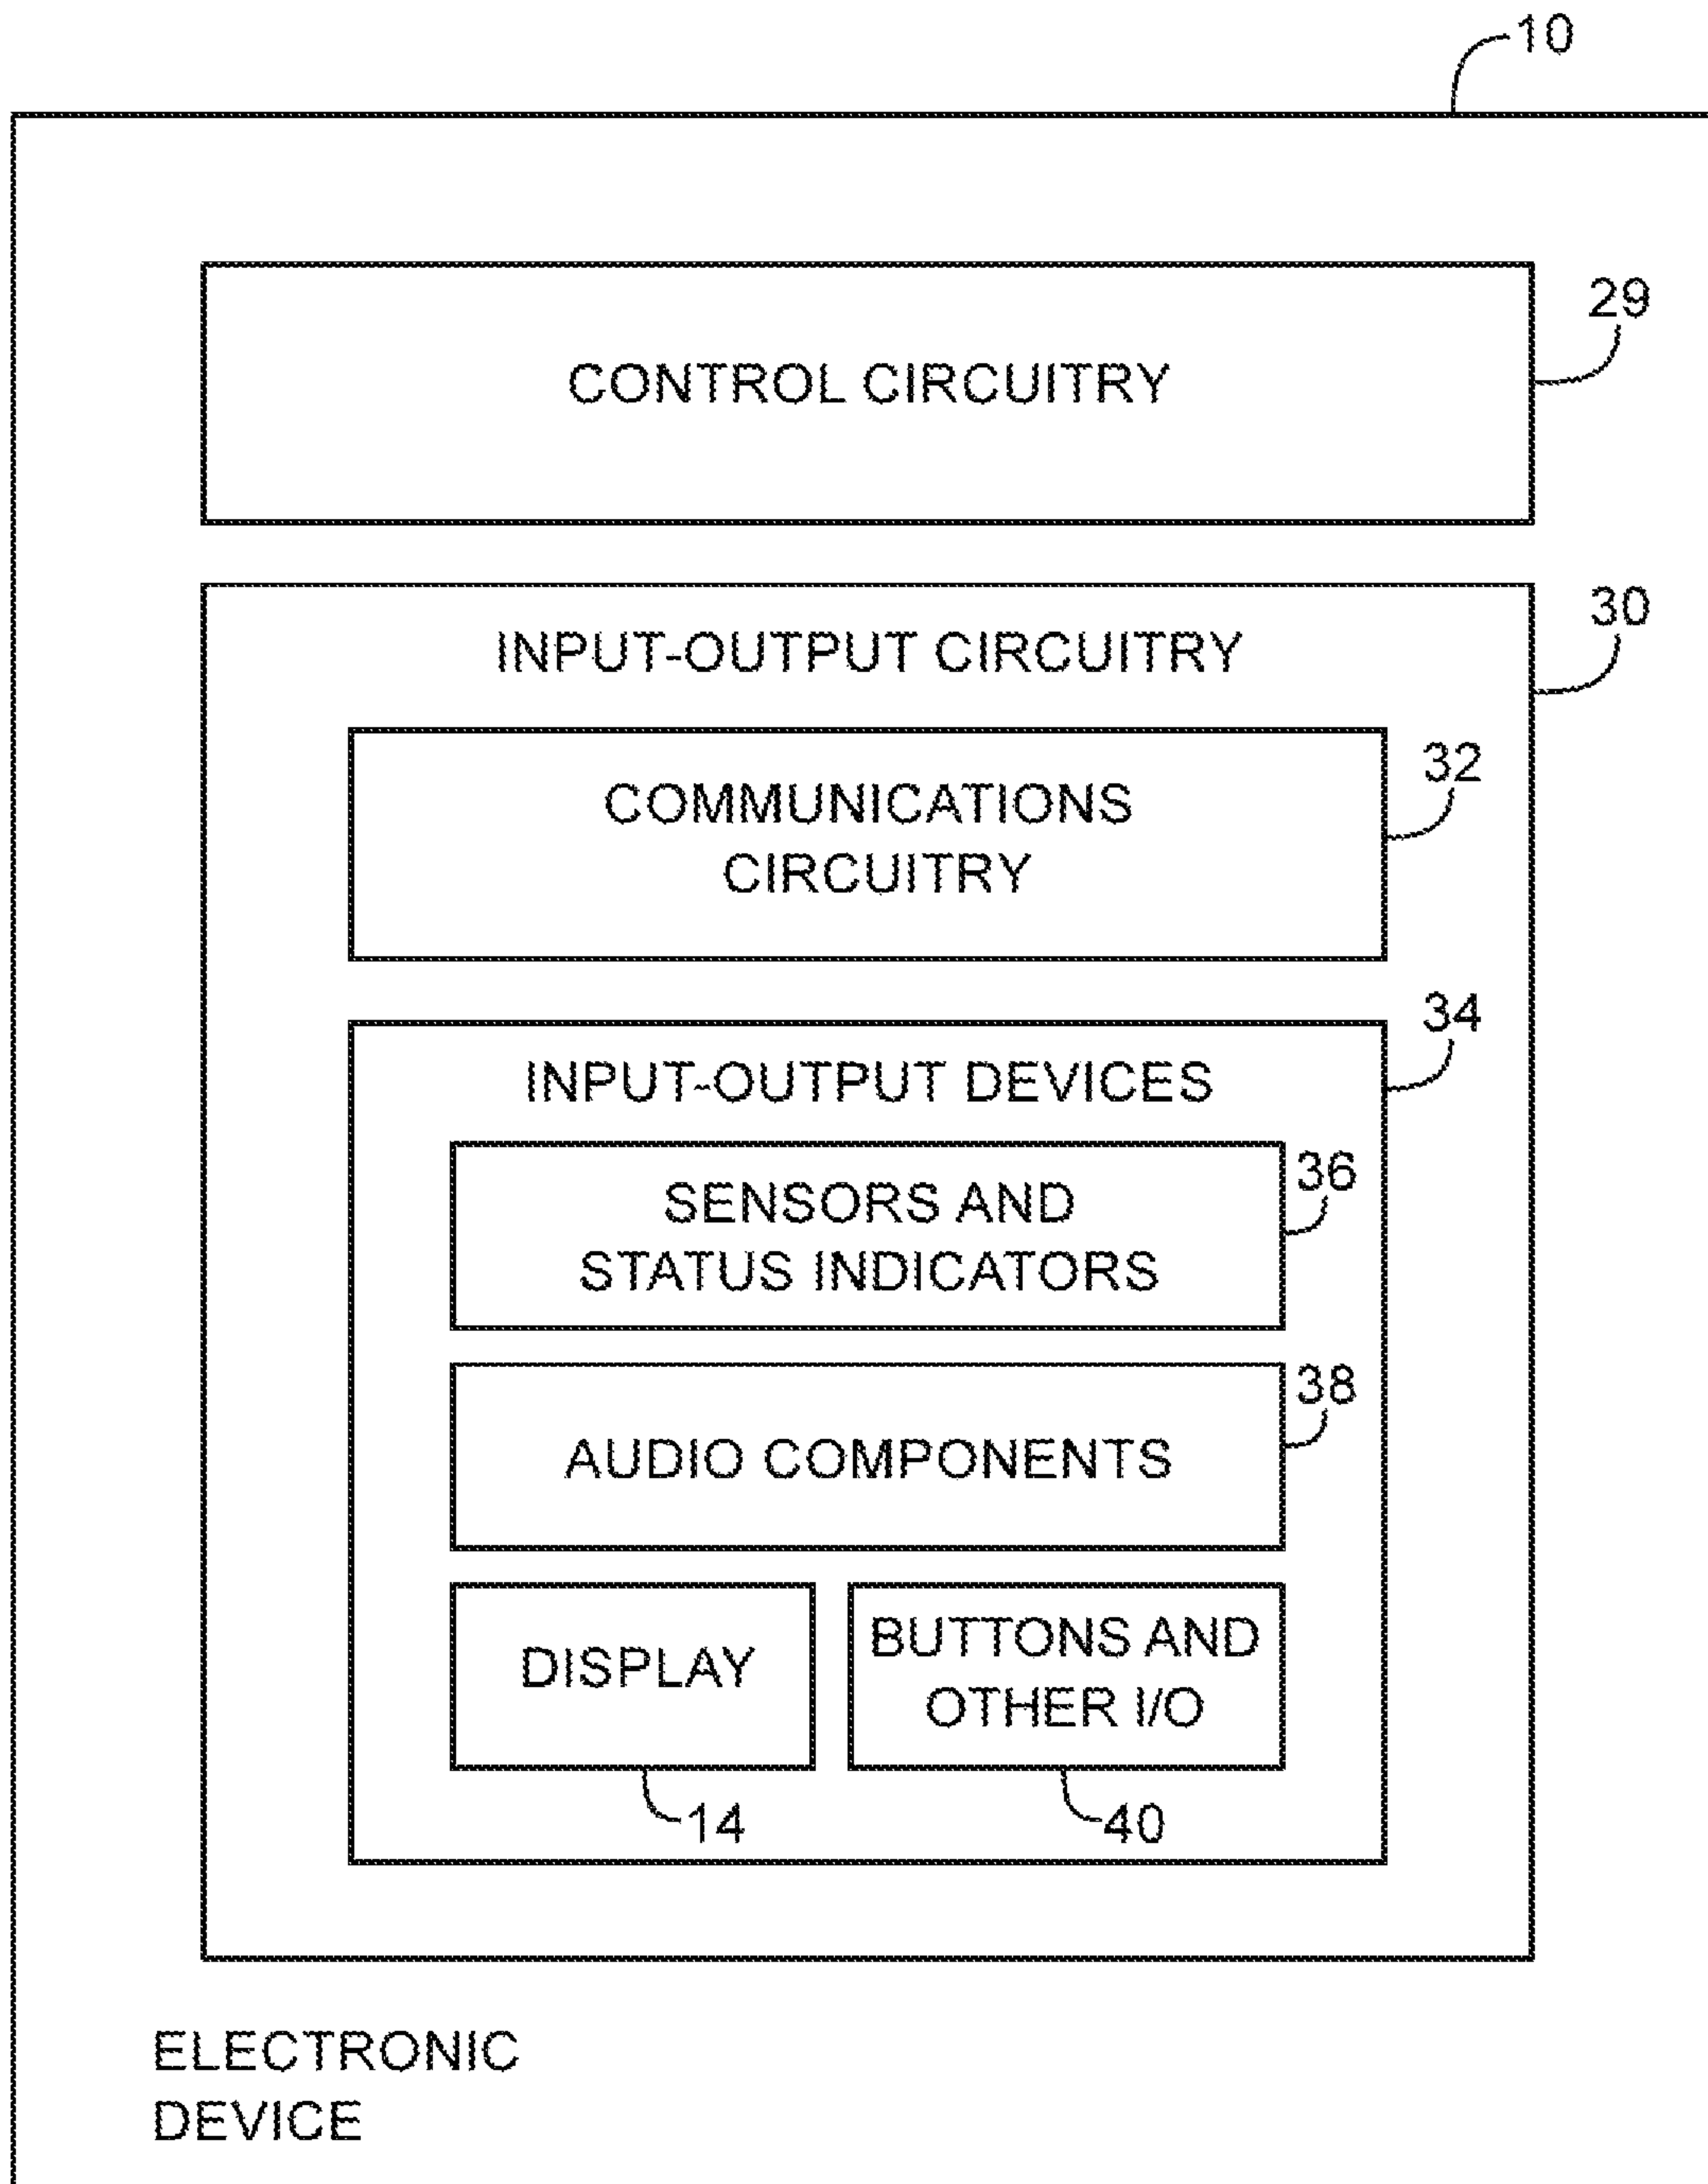 10
CONTROL CIRCUITRY
29
INPUT-OUTPUT CIRCUITRY
30
COMMUNICATIONS
CIRCUITRY
32
INPUT-OUTPUT DEVICES
34
SENSORS AND
STATUS INDICATORS
36
AUDIO COMPONENTS
38
DISPLAY
14
BUTTONS AND
OTHER I/O
40
ELECTRONIC
DEVICE